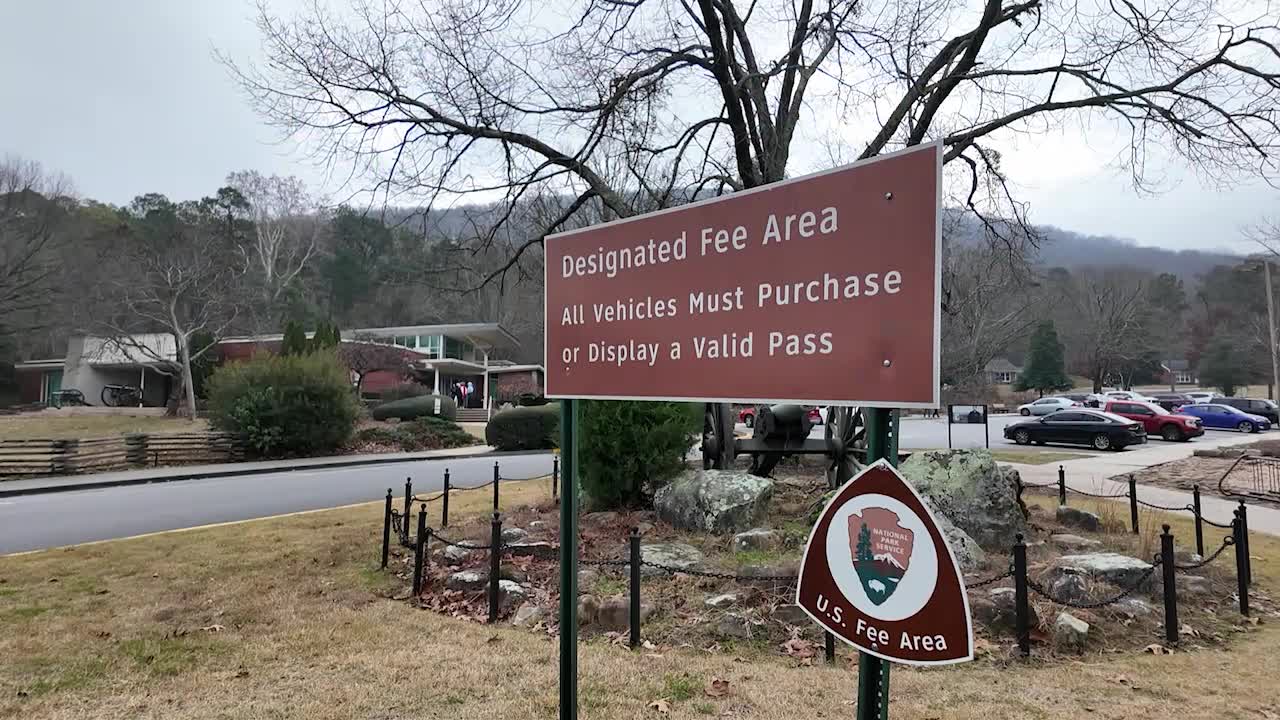 Designated Fee Area
All Vehicles Must Purchase
or Display a Valid Pass
NATIONAL
PARK
SERVICE
U.S. Fee Area